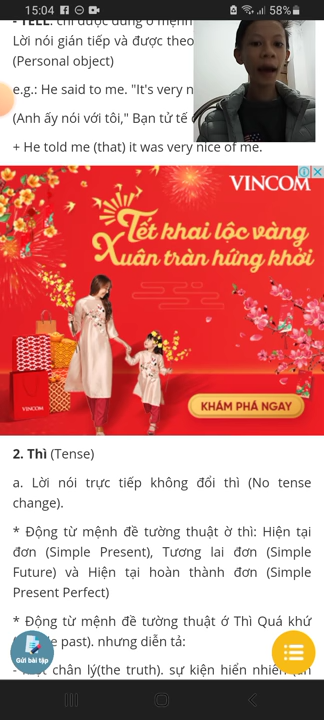 15:04
58%
- TELL: chỉ được dùng ở mệnh
Lời nói gián tiếp và được theo
(Personal object)
e.g.: He said to me. "It's very n
(Anh ấy nói với tôi," Bạn tử tế
+ He told me (that) it was very nice of me.
VINCOM
Tết khai lộc vàng
Xuân tràn hứng khởi
VINCOM
KHÁM PHÁ NGAY
2. Thì (Tense)
a. Lời nói trực tiếp không đổi thì (No tense
change).
* Động từ mệnh đề tường thuật ở thì: Hiện tại
đơn (Simple Present), Tương lai đơn (Simple
Future) và Hiện tại hoàn thành đơn (Simple
Present Perfect)
* Động từ mệnh đề tường thuật ớ Thì Quá khứ
past). nhưng diễn tả:
Gửi bài tập
chân lý(the truth). sự kiện hiển nhiên